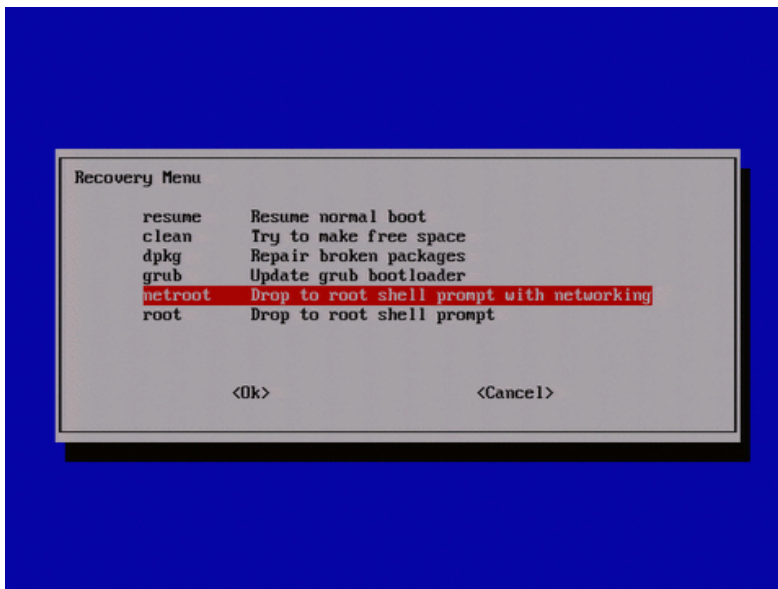 Recovery Menu
resume Resume normal boot
clean Try to make free space
dpkg Repair broken packages
grub Update grub bootloader
netroot Drop to root shell prompt with networking
root Drop to root shell prompt
<Ok> <Cancel>